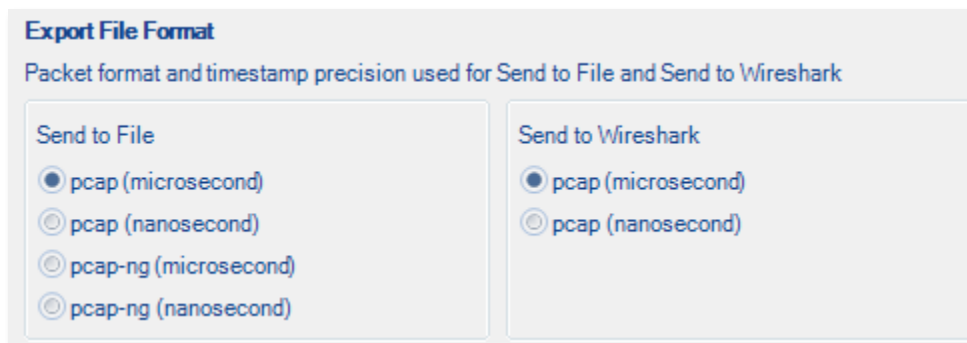 Export File Format
Packet format and timestamp precision used for Send to File and Send to Wireshark
Send to File
pcap (microsecond)
pcap (nanosecond)
pcap-ng (microsecond)
pcap-ng (nanosecond)
Send to Wireshark
pcap (microsecond)
pcap (nanosecond)